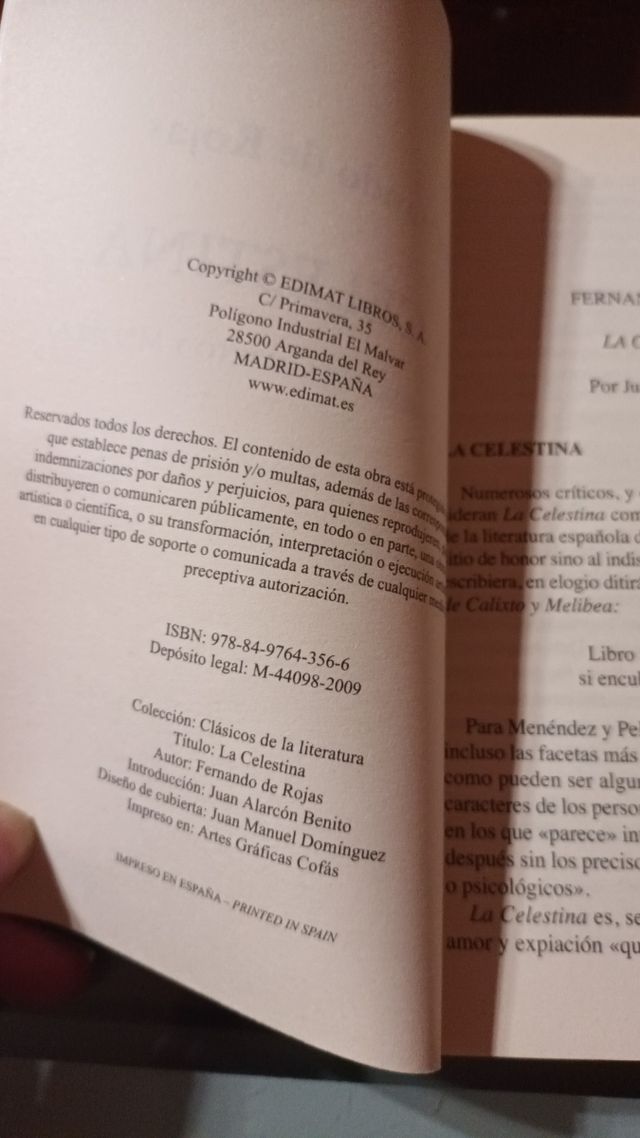 Copyright © EDIMAT LIBROS, S. A.
C/ Primavera, 35
Polígono Industrial El Malvar
28500 Arganda del Rey
MADRID-ESPAÑA
www.edimat.es
Reservados todos los derechos. El contenido de esta obra está
que establece penas de prisión y/o multas, además de las
indemnizaciones por daños y perjuicios, para quienes reprodujeren,
distribuyeren o comunicaren públicamente, en todo o en parte, una
artística o científica, o su transformación, interpretación o ejecución
en cualquier tipo de soporte o comunicada a través de cualquier
preceptiva autorización.
ISBN: 978-84-9764-356-6
Depósito legal: M-44098-2009
Colección: Clásicos de la literatura
Título: La Celestina
Autor: Fernando de Rojas
Introducción: Juan Alarcón Benito
Diseño de cubierta: Juan Manuel Domínguez
Impreso en: Artes Gráficas Cofás
IMPRESO EN ESPAÑA – PRINTED IN SPAIN
FERNAN
LA C
Por Ju
LA CELESTINA
Numerosos críticos, y
ideran La Celestina com
e la literatura española d
itio de honor sino al indis
scribiera, en elogio ditirá
de Calixto y Melibea:
Libro
si encul
Para Menéndez y Pel
incluso las facetas más
como pueden ser algun
caracteres de los perso
en los que «parece» in
después sin los preciso
o psicológicos».
La Celestina es, se
amor y expiación «qu